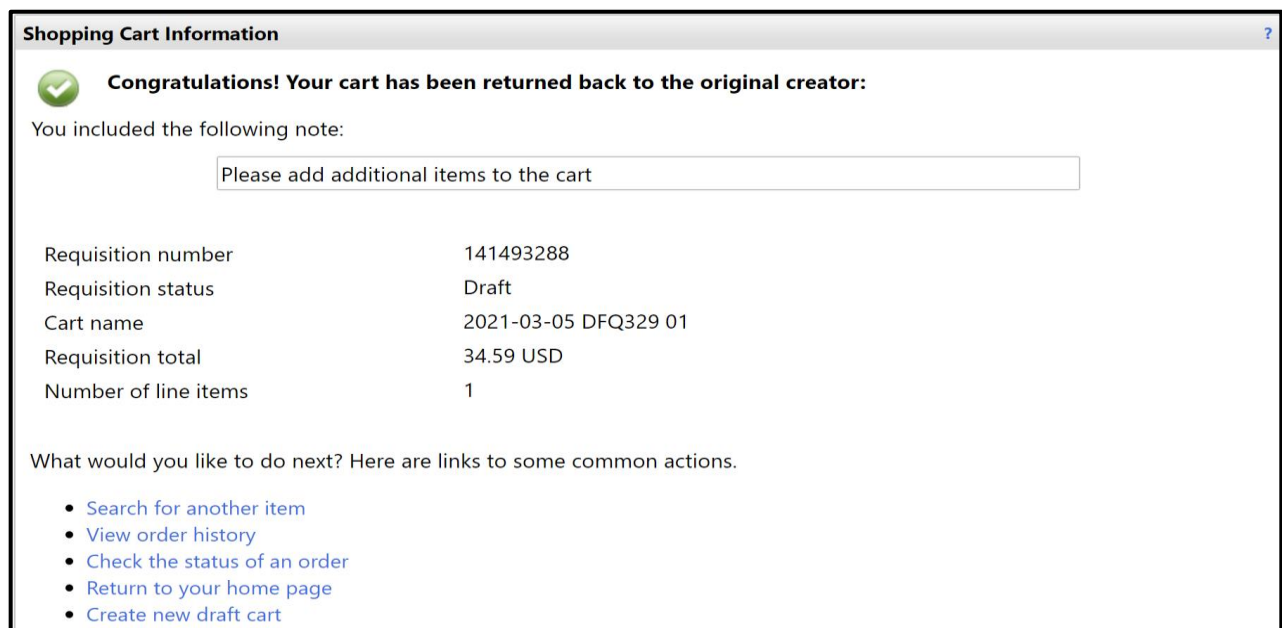 Shopping Cart Information ?
Congratulations! Your cart has been returned back to the original creator:
You included the following note:
Please add additional items to the cart
Requisition number 141493288
Requisition status Draft
Cart name 2021-03-05 DFQ329 01
Requisition total 34.59 USD
Number of line items 1
What would you like to do next? Here are links to some common actions.
• Search for another item
• View order history
• Check the status of an order
• Return to your home page
• Create new draft cart